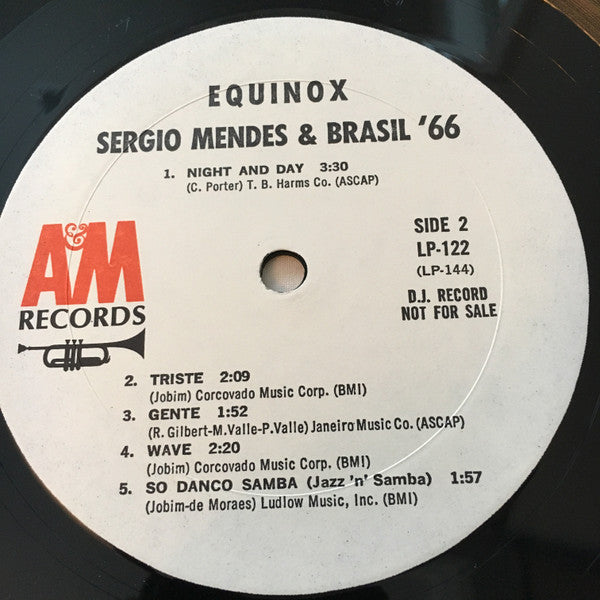 EQUINOX
SERGIO MENDES & BRASIL '66
1. NIGHT AND DAY 3:30
(C. Porter) T. B. Harms Co. (ASCAP)
A&M
RECORDS
SIDE 2
LP-122
(LP-144)
D.J. RECORD
NOT FOR SALE
2. TRISTE 2:09
(Jobim) Corcovado Music Corp. (BMI)
3. GENTE 1:52
(R. Gilbert-M.Valle-P.Valle) Janeiro Music Co. (ASCAP)
4. WAVE 2:20
(Jobim) Corcovado Music Corp. (BMI)
5. SO DANCO SAMBA (Jazz 'n' Samba) 1:57
(Jobim-de Moraes) Ludlow Music, Inc. (BMI)